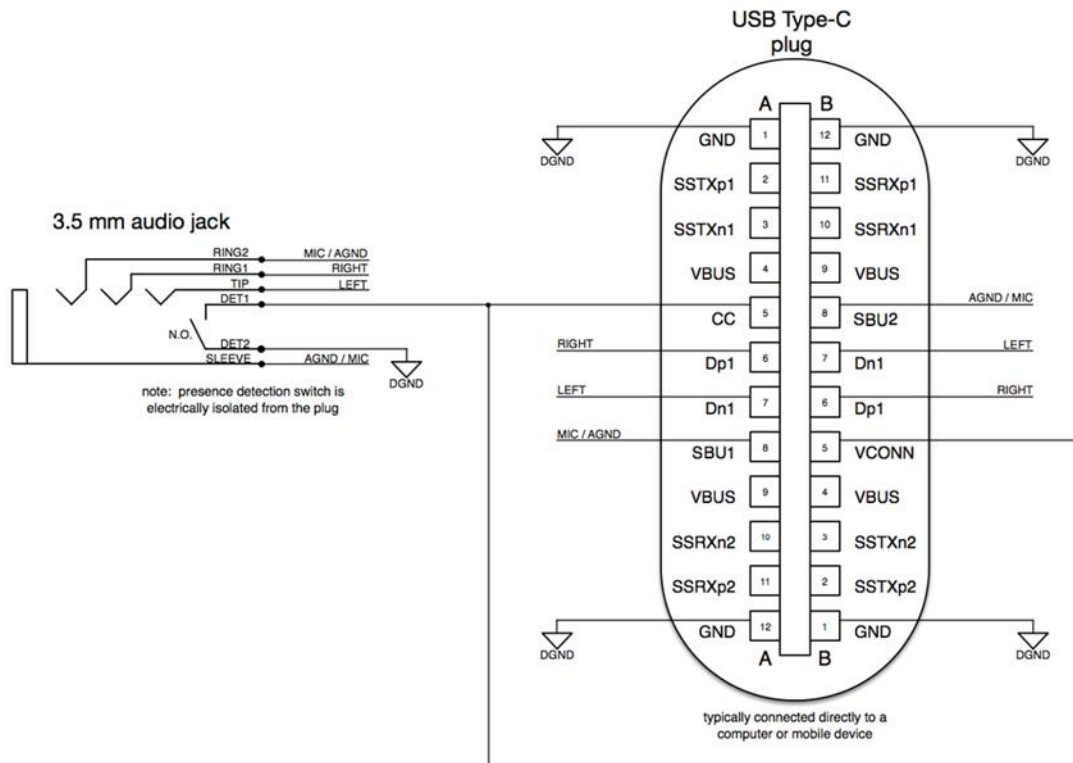 USB Type-C
plug
A B
GND 1 12 GND
DGND DGND
SSTXp1 2 11 SSRXp1
3.5 mm audio jack
SSTXn1 3 10 SSRXn1
RING2 MIC / AGND
RING1 RIGHT
VBUS 4 9 VBUS
TIP LEFT
DET1
CC 5 8 SBU2 AGND / MIC
N.O.
DET2
SLEEVE AGND / MIC
DGND
RIGHT Dp1 6 7 Dn1 LEFT
note: presence detection switch is
electrically isolated from the plug
LEFT Dn1 7 6 Dp1 RIGHT
MIC / AGND SBU1 8 5 VCONN
VBUS 9 4 VBUS
SSRXn2 10 3 SSTXn2
SSRXp2 11 2 SSTXp2
GND 12 1 GND
DGND DGND
A B
typically connected directly to a
computer or mobile device